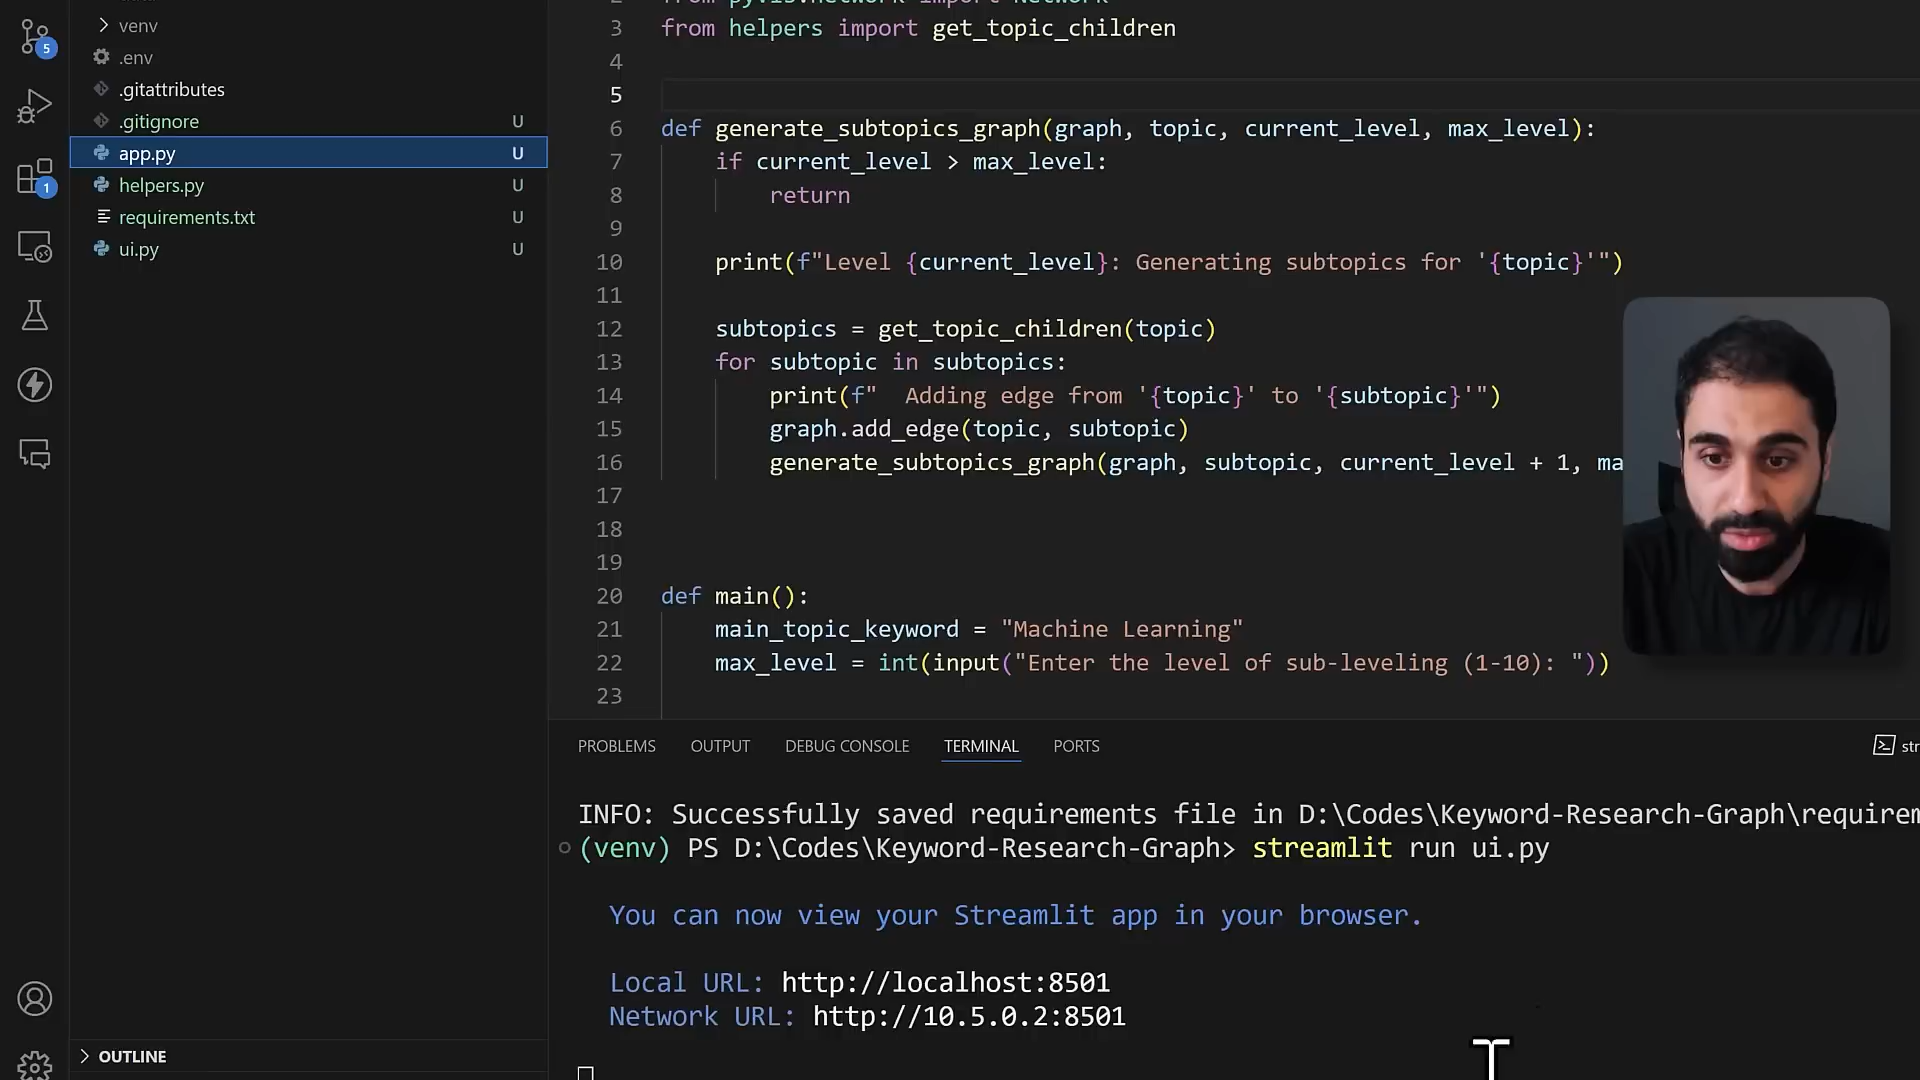 5
venv
.env
.gitattributes
.gitignore U
app.py U
1
helpers.py U
requirements.txt U
ui.py U
OUTLINE
3 from helpers import get_topic_children
4
5
6 def generate_subtopics_graph(graph, topic, current_level, max_level):
7 if current_level > max_level:
8 return
9
10 print(f"Level {current_level}: Generating subtopics for '{topic}'")
11
12 subtopics = get_topic_children(topic)
13 for subtopic in subtopics:
14 print(f"  Adding edge from '{topic}' to '{subtopic}'")
15 graph.add_edge(topic, subtopic)
16 generate_subtopics_graph(graph, subtopic, current_level + 1, ma
17
18
19
20 def main():
21 main_topic_keyword = "Machine Learning"
22 max_level = int(input("Enter the level of sub-leveling (1-10): "))
23
PROBLEMS OUTPUT DEBUG CONSOLE TERMINAL PORTS str
INFO: Successfully saved requirements file in D:\Codes\Keyword-Research-Graph\requirem
(venv) PS D:\Codes\Keyword-Research-Graph> streamlit run ui.py
You can now view your Streamlit app in your browser.
Local URL: http://localhost:8501
Network URL: http://10.5.0.2:8501